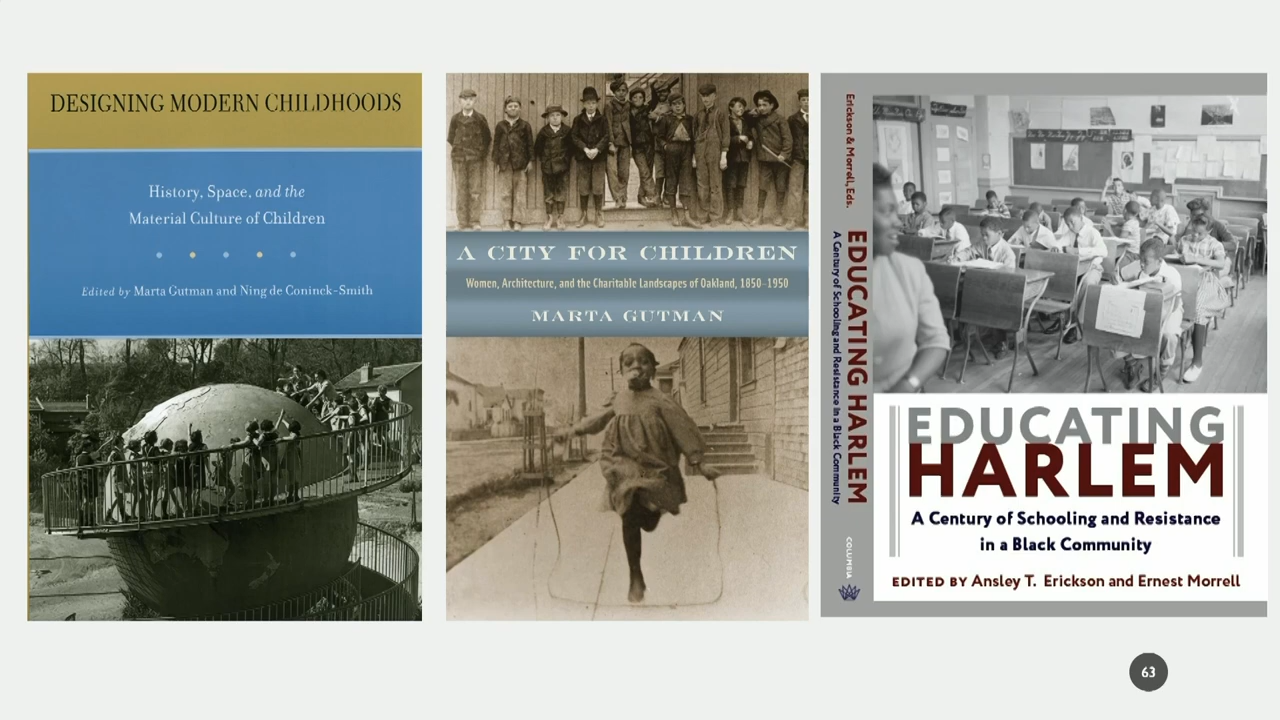 DESIGNING MODERN CHILDHOODS
History, Space, and the
Material Culture of Children
Edited by Marta Gutman and Ning de Coninck-Smith
A CITY FOR CHILDREN
Women, Architecture, and the Charitable Landscapes of Oakland, 1850–1950
MARTA GUTMAN
Erickson & Morrell, Eds.
EDUCATING HARLEM
A Century of Schooling and Resistance in a Black Community
COLUMBIA
EDUCATING
HARLEM
A Century of Schooling and Resistance
in a Black Community
EDITED BY Ansley T. Erickson and Ernest Morrell
63